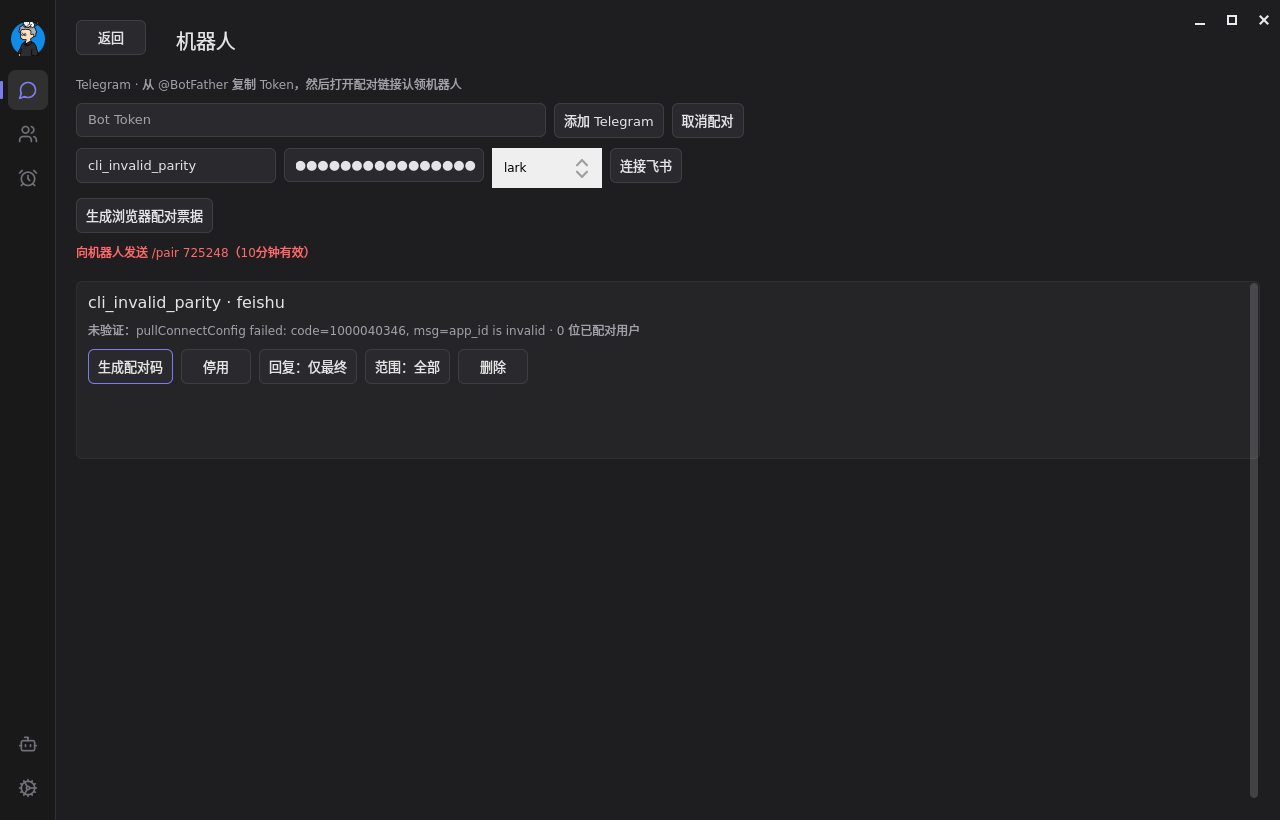 返回 机器人
Telegram · 从 @BotFather 复制 Token，然后打开配对链接认领机器人
Bot Token 添加 Telegram 取消配对
cli_invalid_parity ●●●●●●●●●●●●●●●● lark 连接飞书
生成浏览器配对票据
向机器人发送 /pair 725248（10分钟有效）
cli_invalid_parity · feishu
未验证：pullConnectConfig failed: code=1000040346, msg=app_id is invalid · 0 位已配对用户
生成配对码 停用 回复：仅最终 范围：全部 删除